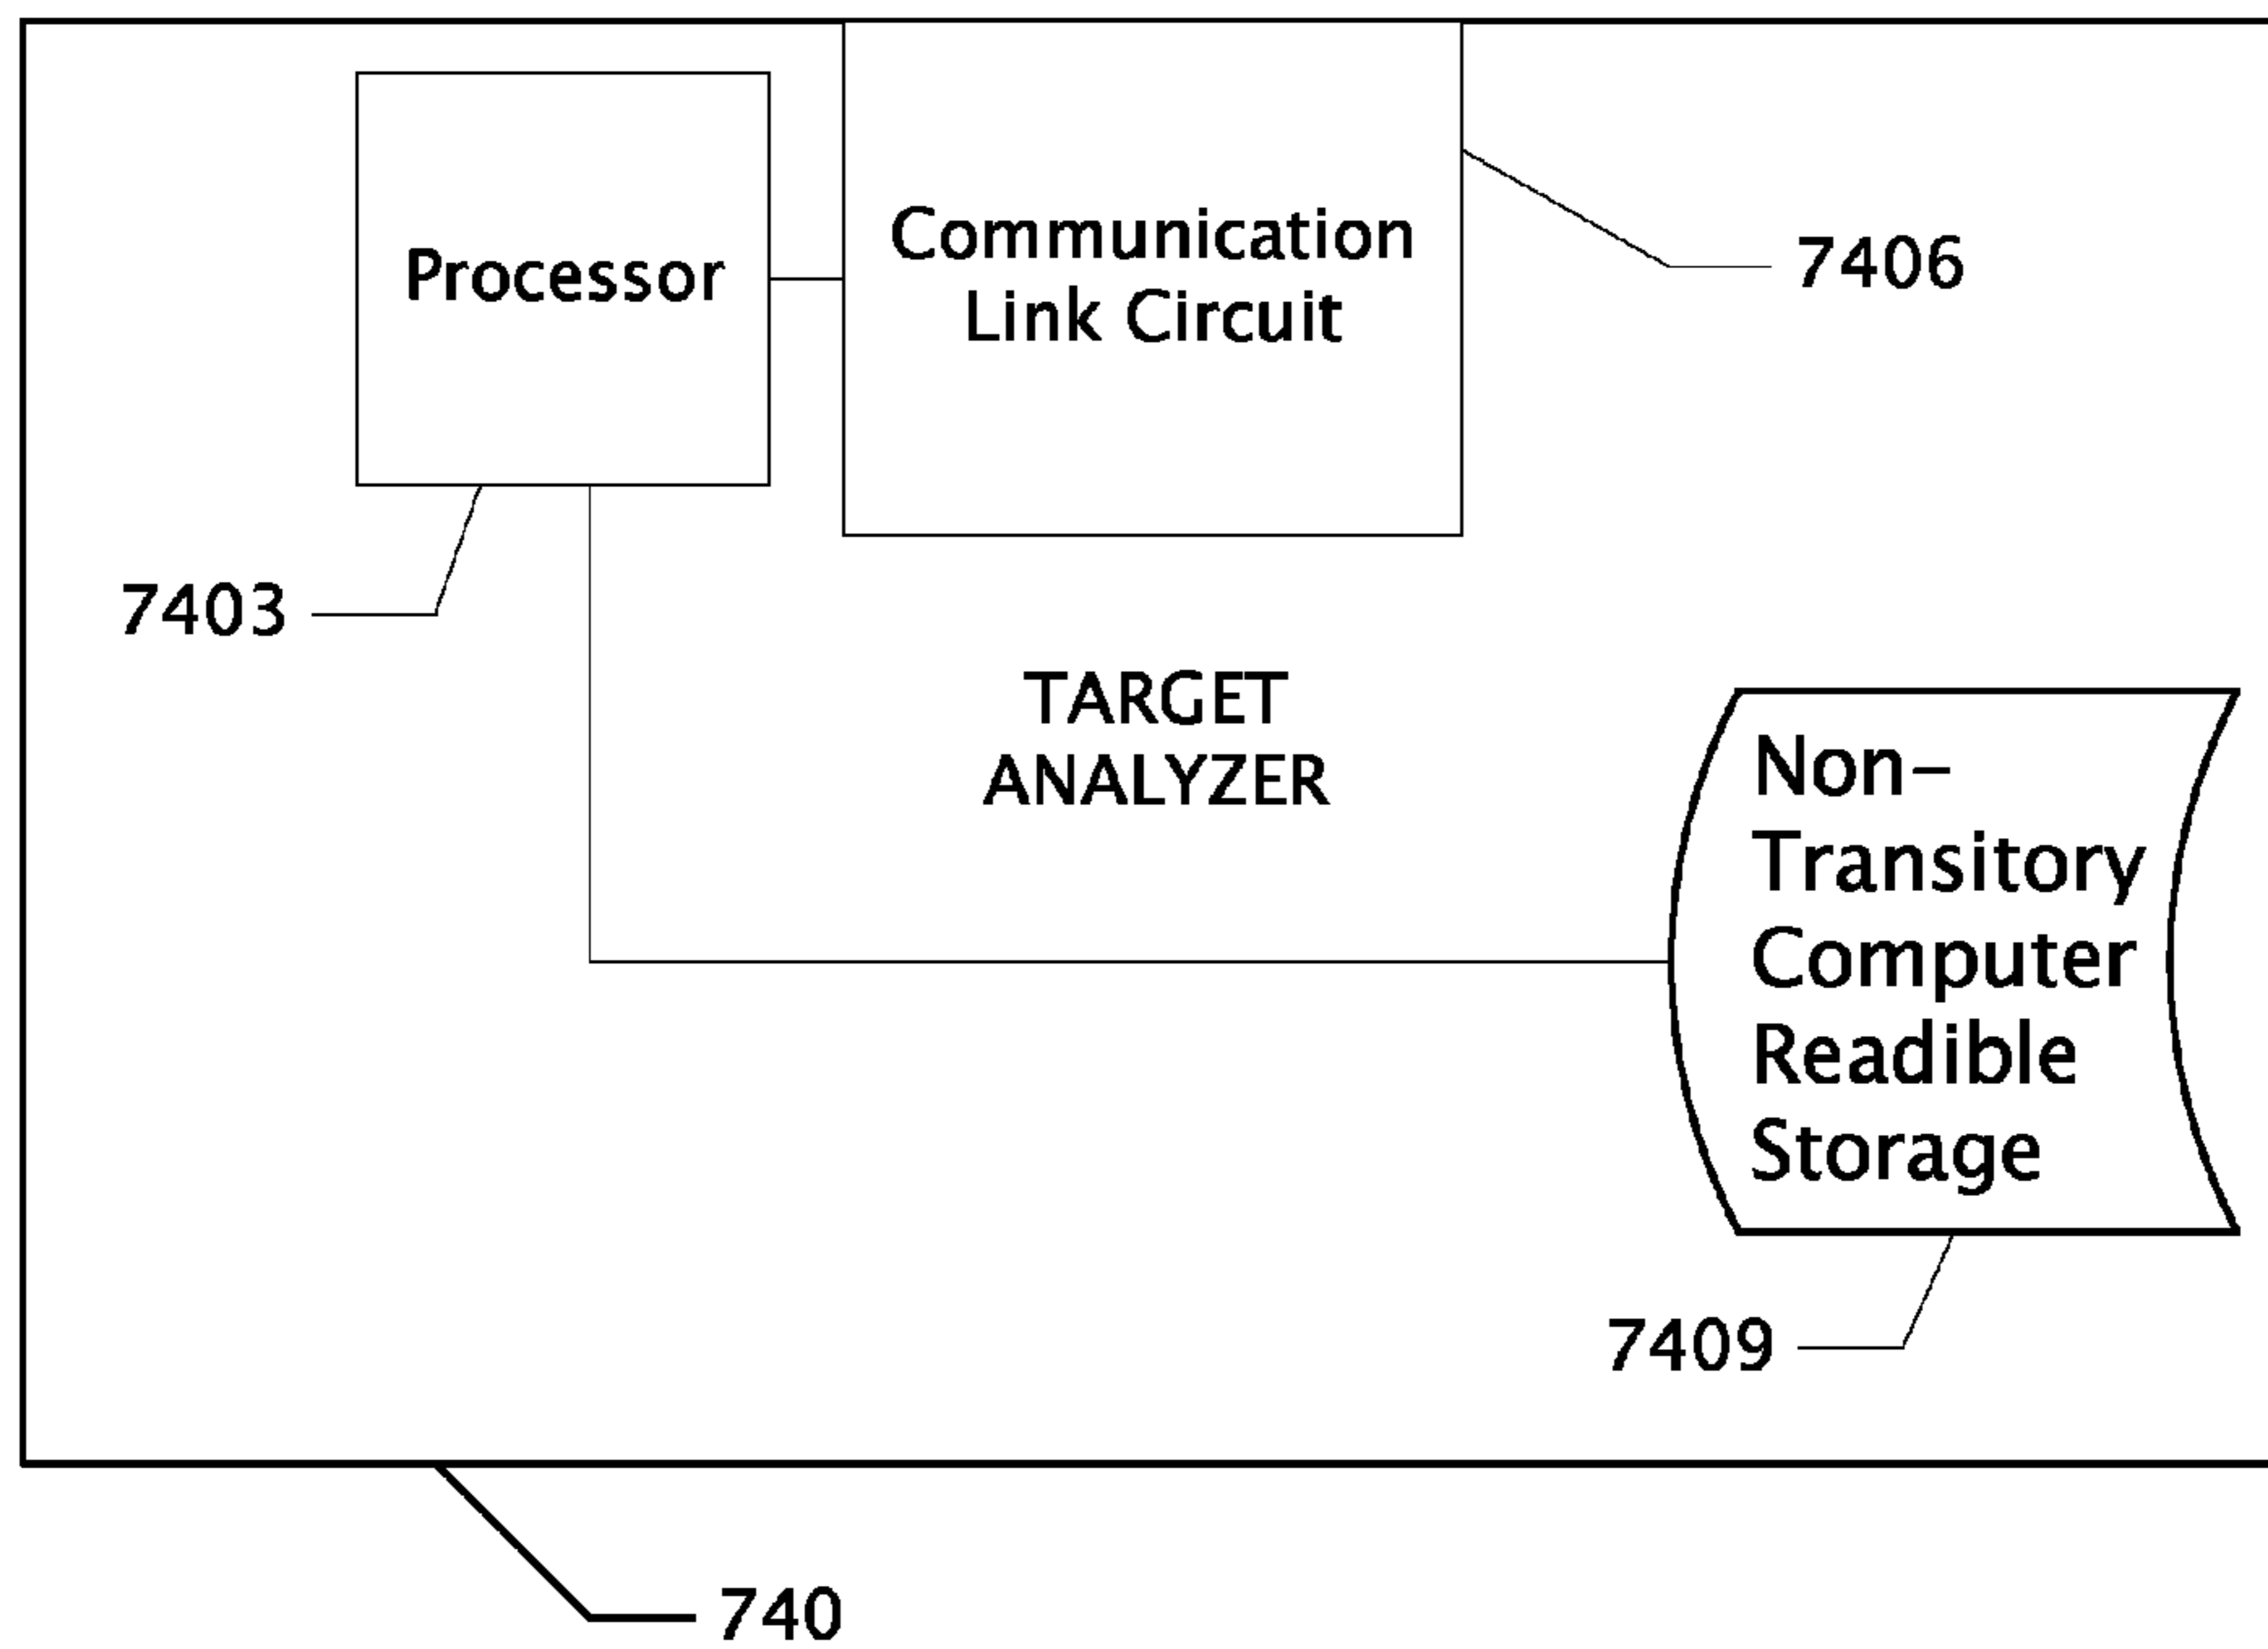 Processor
Communication
Link Circuit
7406
7403
TARGET
ANALYZER
Non-
Transitory
Computer
Readible
Storage
7409
740